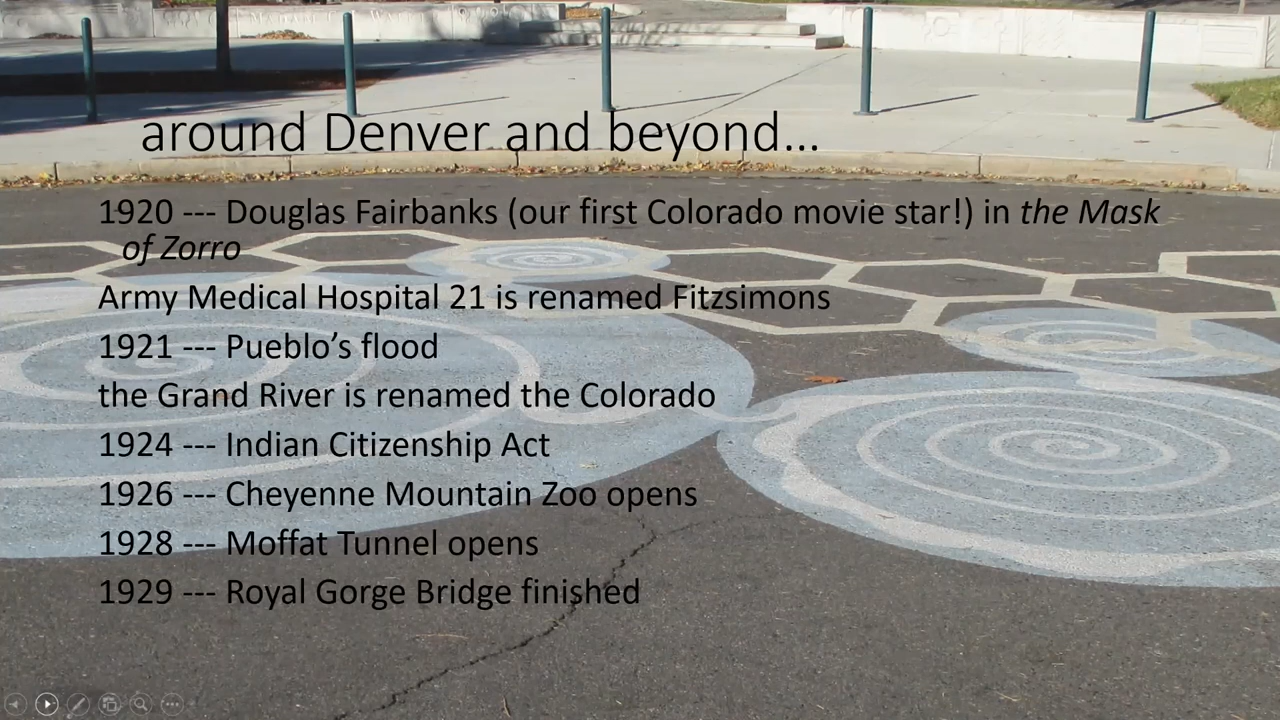 around Denver and beyond...
1920 --- Douglas Fairbanks (our first Colorado movie star!) in the Mask
of Zorro
Army Medical Hospital 21 is renamed Fitzsimons
1921 --- Pueblo’s flood
the Grand River is renamed the Colorado
1924 --- Indian Citizenship Act
1926 --- Cheyenne Mountain Zoo opens
1928 --- Moffat Tunnel opens
1929 --- Royal Gorge Bridge finished